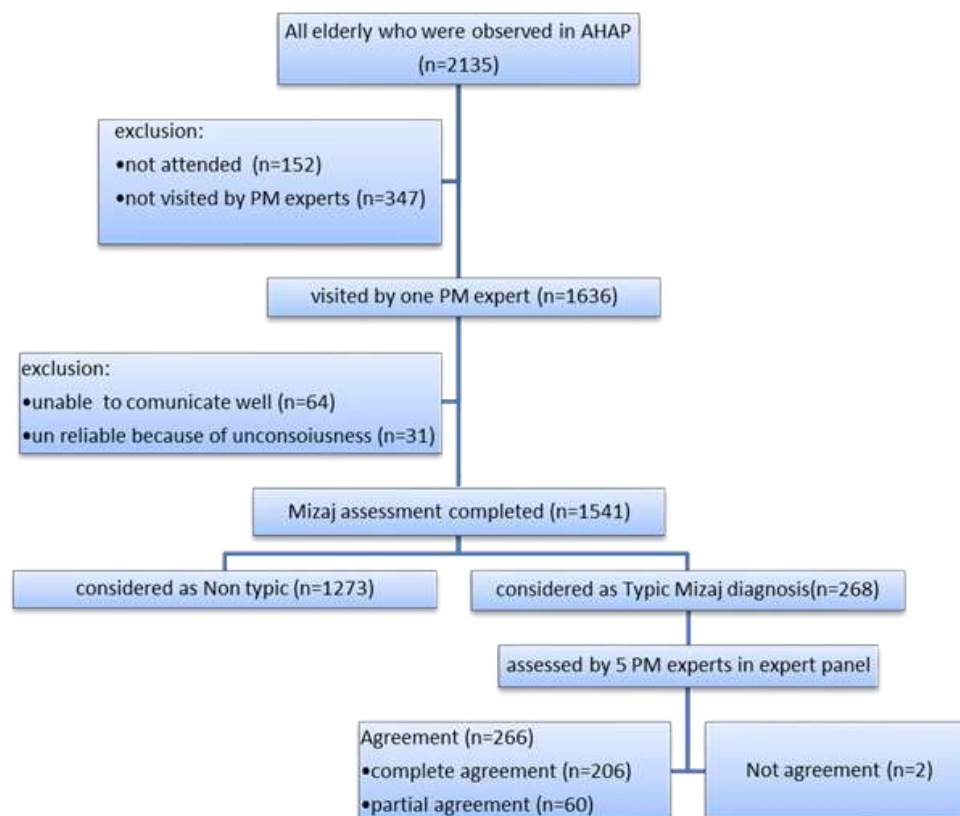 All elderly who were observed in AHAP
(n=2135)
exclusion:
•not attended (n=152)
•not visited by PM experts (n=347)
visited by one PM expert (n=1636)
exclusion:
•unable to comunicate well (n=64)
•un reliable because of unconsoiusness (n=31)
Mizaj assessment completed (n=1541)
considered as Non typic (n=1273)
considered as Typic Mizaj diagnosis(n=268)
assessed by 5 PM experts in expert panel
Agreement (n=266)
•complete agreement (n=206)
•partial agreement (n=60)
Not agreement (n=2)